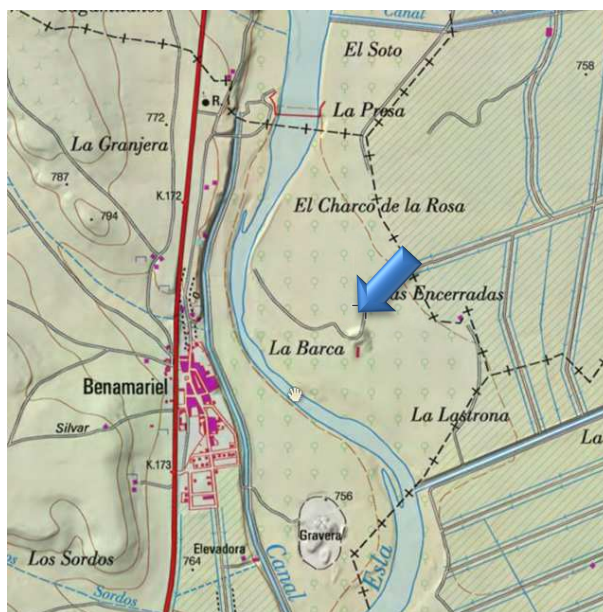 Canal
El Soto
758
R.
La Presa
772
La Granjera
787
794
K.172
El Charco de la Rosa
Encerradas
La Barca
Benamariel
La Lastrona
Silvar
La
K.173
756
Gravera
Los Sordos
Elevadora
764
Canal
Esla
Sordos